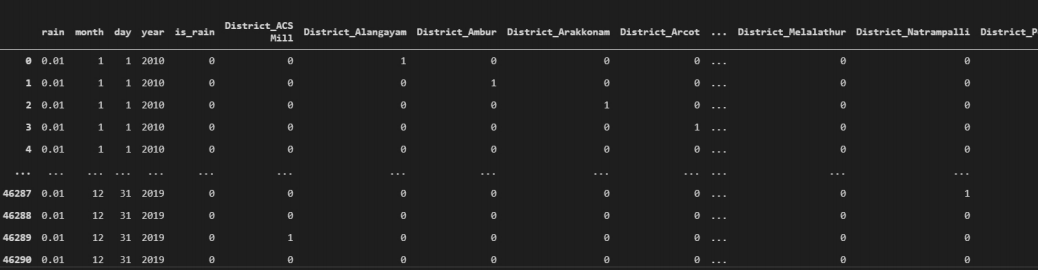 District_ACS
rain month day year is_rain Mill District_Alangayam District_Ambur District_Arakkonam District_Arcot ... District_Melalathur District_Natrampalli
0 0.01 1 1 2010 0 0 1 0 0 0 ... 0 0
1 0.01 1 1 2010 0 0 0 1 0 0 ... 0 0
2 0.01 1 1 2010 0 0 0 0 1 0 ... 0 0
3 0.01 1 1 2010 0 0 0 0 0 1 ... 0 0
4 0.01 1 1 2010 0 0 0 0 0 0 ... 0 0
... ... ... ... ... ... ... ... ... ... ... ... ... ...
46287 0.01 12 31 2019 0 0 0 0 0 0 ... 0 1
46288 0.01 12 31 2019 0 0 0 0 0 0 ... 0 0
46289 0.01 12 31 2019 0 1 0 0 0 0 ... 0 0
46290 0.01 12 31 2019 0 0 0 0 0 0 ... 0 0